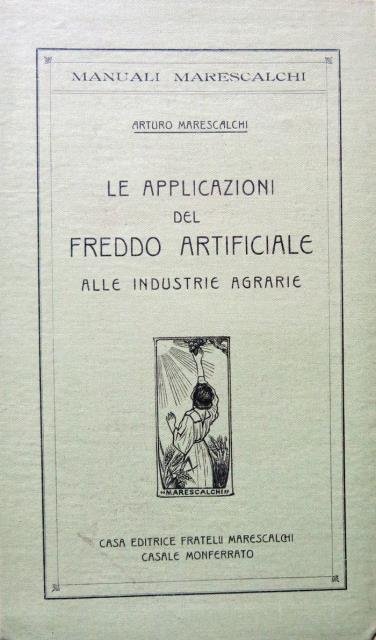 MANUALI MARESCALCHI
ARTURO MARESCALCHI
LE APPLICAZIONI
DEL
FREDDO ARTIFICIALE
ALLE INDUSTRIE AGRARIE
"MARESCALCHI"
CASA EDITRICE FRATELLI MARESCALCHI
CASALE MONFERRATO